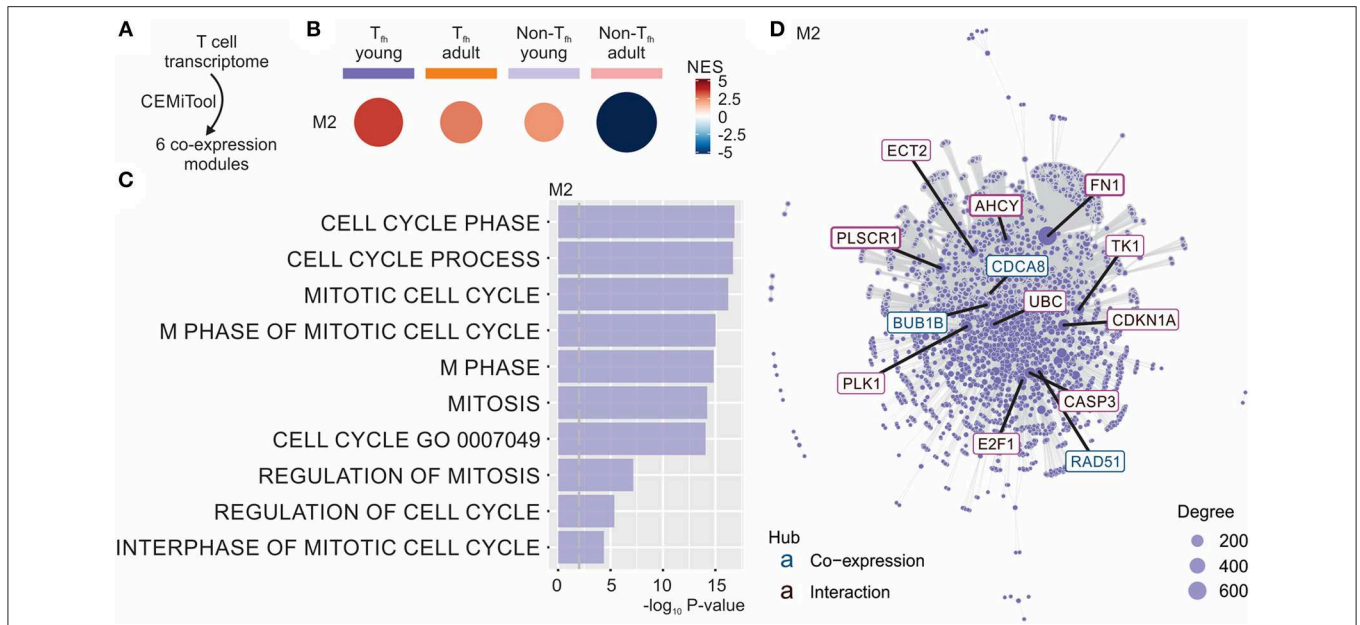 A
T cell
transcriptome
CEMiTool
6 co-expression
modules
B
Tfh
young
Tfh
adult
Non-Tfh
young
Non-Tfh
adult
M2
NES
5
2.5
0
-2.5
-5
C
M2
CELL CYCLE PHASE
CELL CYCLE PROCESS
MITOTIC CELL CYCLE
M PHASE OF MITOTIC CELL CYCLE
M PHASE
MITOSIS
CELL CYCLE GO 0007049
REGULATION OF MITOSIS
REGULATION OF CELL CYCLE
INTERPHASE OF MITOTIC CELL CYCLE
0 5 10 15
-log10 P-value
D M2
ECT2
FN1
AHCY
PLSCR1
TK1
CDCA8
UBC
BUB1B
CDKN1A
PLK1
CASP3
E2F1
RAD51
Hub
a Co−expression
a Interaction
Degree
200
400
600